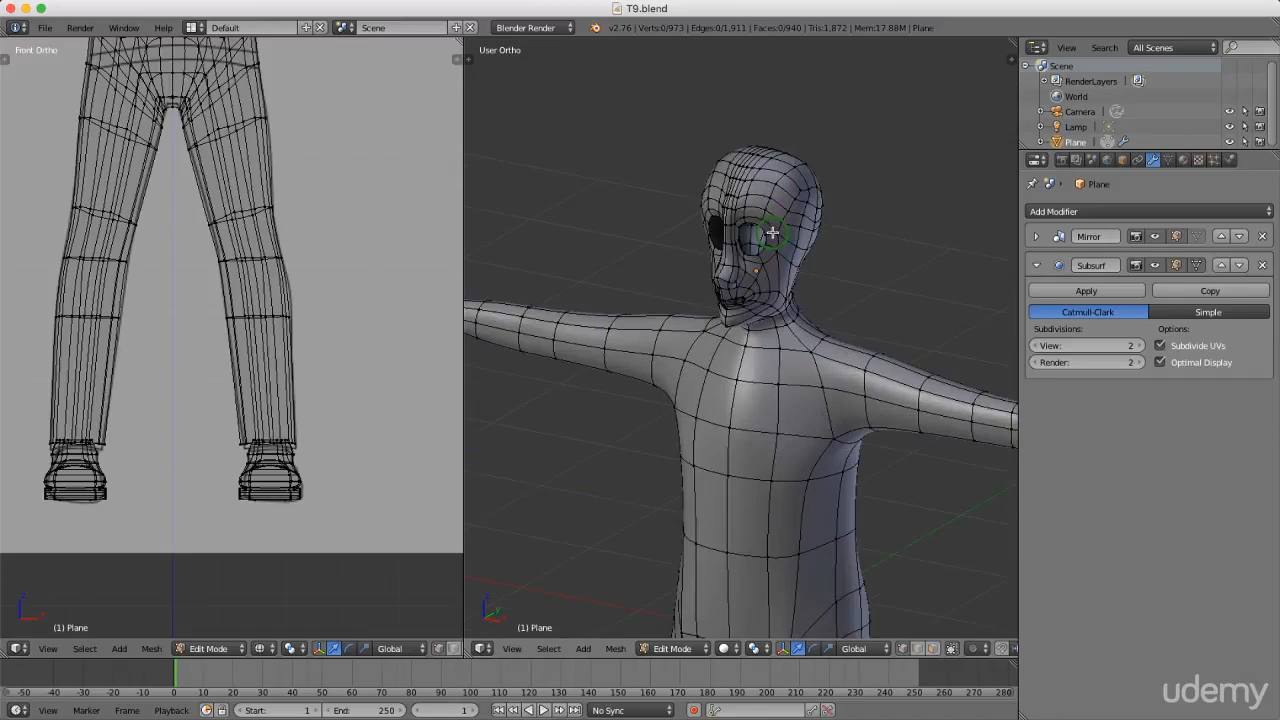 T9.blend
File Render Window Help Default Scene Blender Render v2.76 | Verts:0/973 | Edges:0/1,911 | Faces:0/940 | Tris:1,872 | Mem:17.88M | Plane
Front Ortho
User Ortho
View Search All Scenes
Scene
RenderLayers
World
Camera
Lamp
Plane
Plane
Add Modifier
Mirror
Subsurf
Apply Copy
Catmull-Clark Simple
Subdivisions: Options:
View: 2 Subdivide UVs
Render: 2 Optimal Display
(1) Plane
(1) Plane
View Select Add Mesh Edit Mode Global
View Select Add Mesh Edit Mode Global
-50 -40 -30 -20 -10 0 10 20 30 40 50 60 70 80 90 100 110 120 130 140 150 160 170 180 190 200 210 220 230 240 250 260 270 280
View Marker Frame Playback Start: 1 End: 250 1 No Sync
udemy